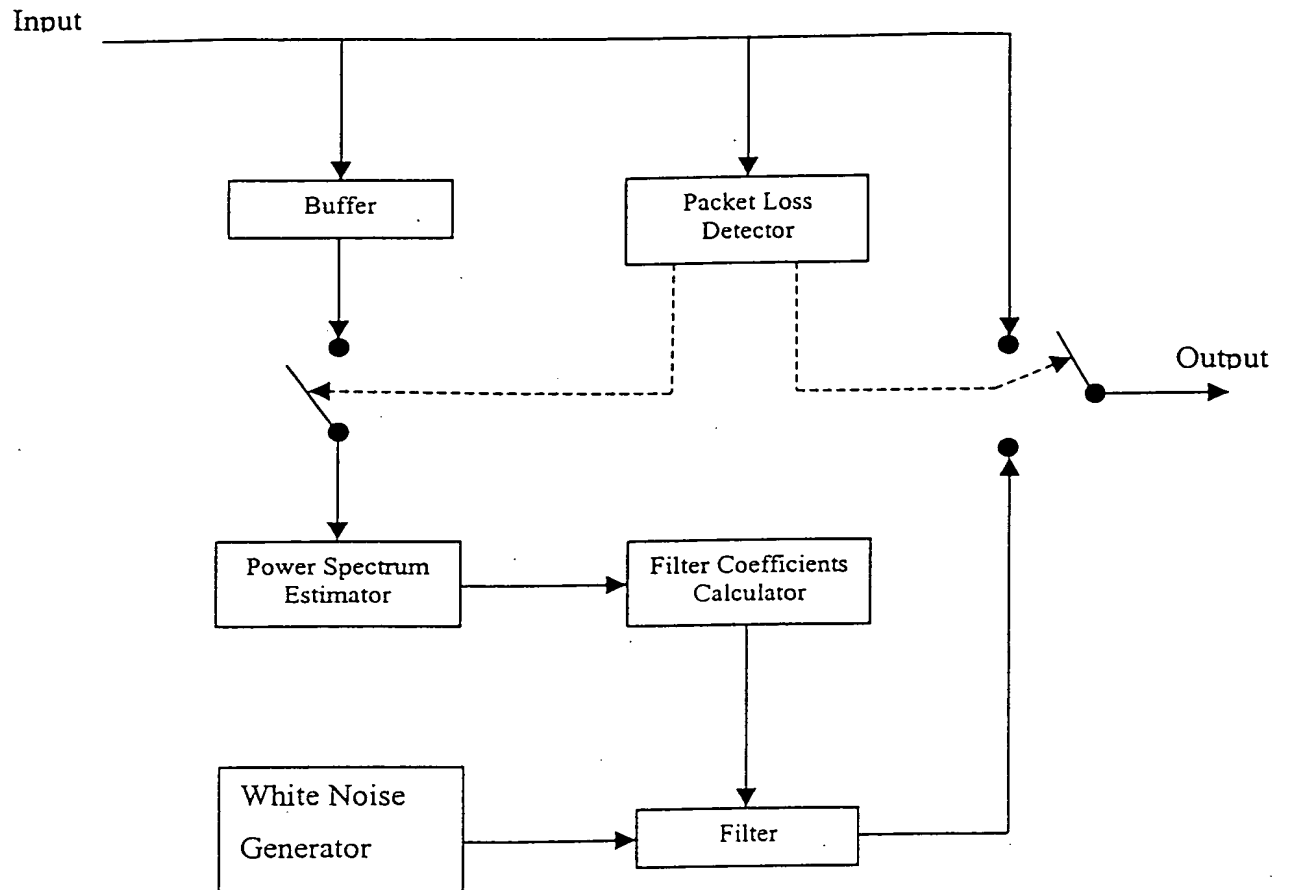 Input
Buffer
Packet Loss
Detector
Output
Power Spectrum
Estimator
Filter Coefficients
Calculator
White Noise
Generator
Filter